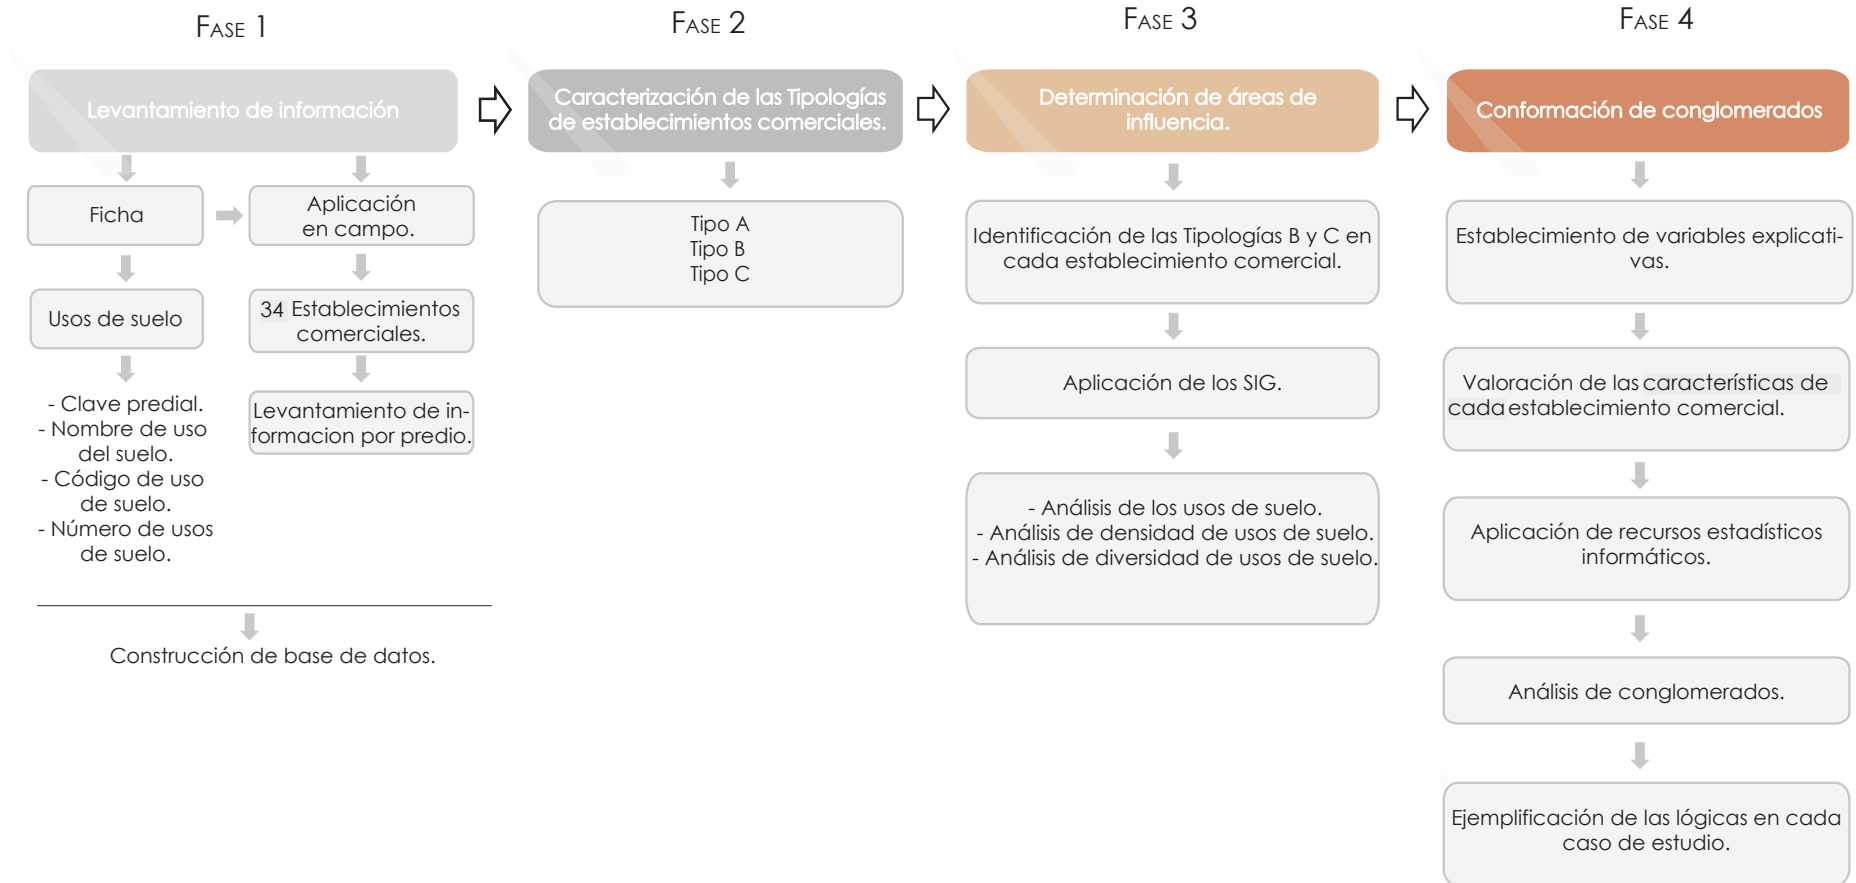 Fase 1
Levantamiento de información
Ficha
Aplicación
en campo.
Usos de suelo
34 Establecimientos
comerciales.
- Clave predial.
- Nombre de uso
del suelo.
- Código de uso
de suelo.
- Número de usos
de suelo.
Levantamiento de in-
formacion por predio.
Construcción de base de datos.
Fase 2
Caracterización de las Tipologías
de establecimientos comerciales.
Tipo A
Tipo B
Tipo C
Fase 3
Determinación de áreas de
influencia.
Identificación de las Tipologías B y C en
cada establecimiento comercial.
Aplicación de los SIG.
- Análisis de los usos de suelo.
- Análisis de densidad de usos de suelo.
- Análisis de diversidad de usos de suelo.
Fase 4
Conformación de conglomerados
Establecimiento de variables explicati-
vas.
Valoración de las características de
cada establecimiento comercial.
Aplicación de recursos estadísticos
informáticos.
Análisis de conglomerados.
Ejemplificación de las lógicas en cada
caso de estudio.